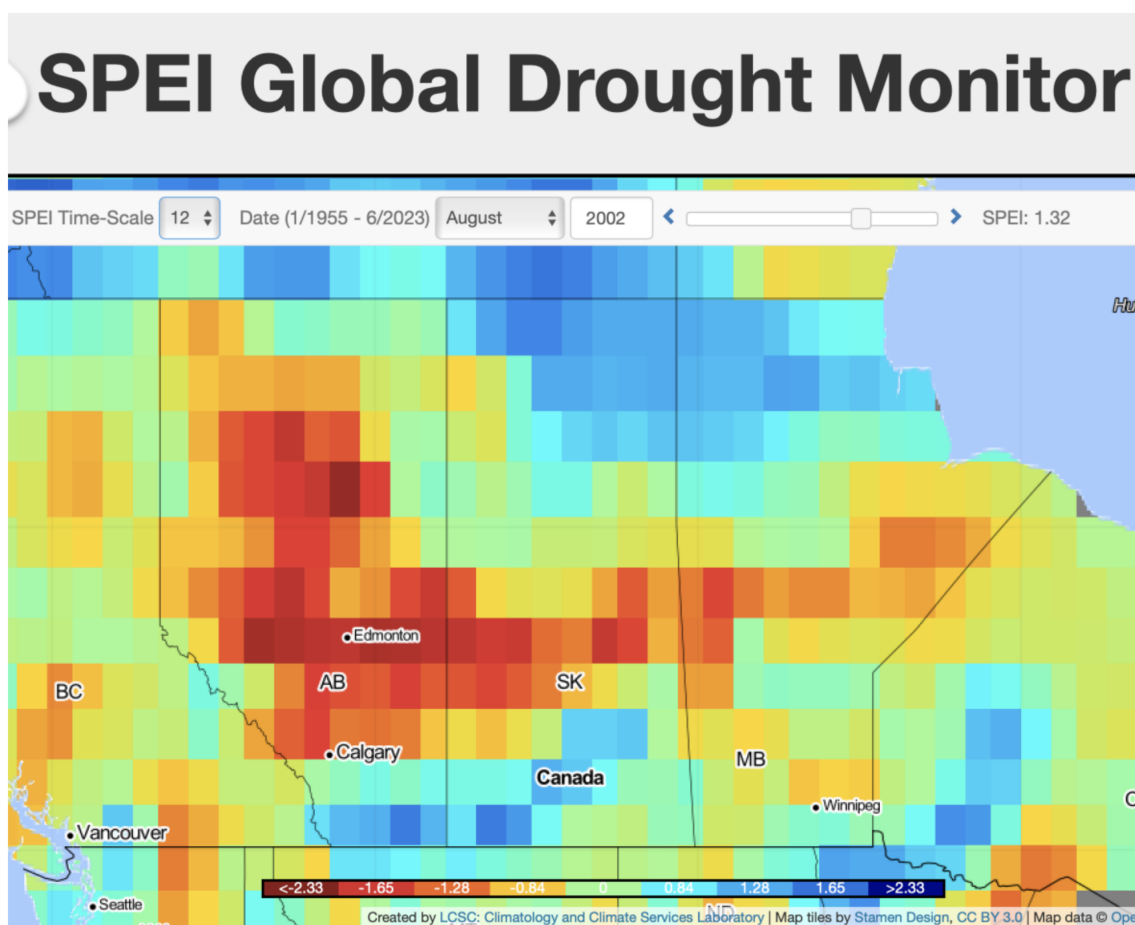 SPEI Global Drought Monitor
SPEI Time-Scale 12 Date (1/1955 - 6/2023) August 2002 SPEI: 1.32
Hu
Edmonton
BC
AB
SK
Calgary
MB
Canada
Winnipeg
Vancouver
<-2.33 -1.65 -1.28 -0.84 0 0.84 1.28 1.65 >2.33
Seattle
ND
Created by LCSC: Climatology and Climate Services Laboratory | Map tiles by Stamen Design, CC BY 3.0 | Map data © Ope